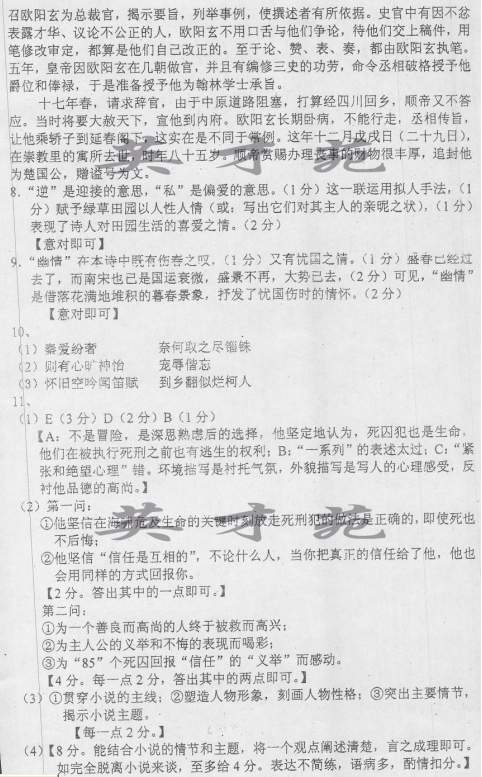 召欧阳玄为总裁官，揭示要旨，列举事例，使撰述者有所依据。史官中有因不忿
表露才华、议论不公正的人，欧阳玄不用口舌与他们争论，待他们交上稿件，用
笔修改审定，都算是他们自己改正的。至于论、赞、表、奏，都由欧阳玄执笔。
五年，皇帝因欧阳玄在几朝做官，并且有编修三史的功劳，命令丞相破格授予他
爵位和俸禄，于是准备授予他为翰林学士承旨。
十七年春，请求辞官，由于中原道路阻塞，打算经四川回乡，顺帝又不答
应。当时将要大赦天下，宣他到内府。欧阳玄长期卧病，不能行走，丞相传旨，
让他乘轿子到延春阁下，这实在是不同于常例。这年十二月戊戌日（二十九日），
在崇教里的寓所去世，时年八十五岁。顺帝赏赐办理丧事的财物很丰厚，追封他
为楚国公，赠谥号为文。
8．“逆”是迎接的意思，“私”是偏爱的意思。（1 分）这一联运用拟人手法，（1
分）赋予绿草田园以人性人情（或：写出它们对其主人的亲昵之状），（1 分）
表现了诗人对田园生活的喜爱之情。（2 分）
【意对即可】
9．“幽情”在本诗中既有伤春之叹，（1 分）又有忧国之情。（1 分）盛春已经过
去了，而南宋也已是国运衰微，盛景不再，大势已去，（2 分）可见，“幽情”
是借落花满地堆积的暮春景象，抒发了忧国伤时的情怀。（2 分）
【意对即可】
10、
（1）秦爱纷奢 奈何取之尽锱铢
（2）则有心旷神怡 宠辱偕忘
（3）怀旧空吟闻笛赋 到乡翻似烂柯人
11、
（1）E（3 分）D（2 分）B（1 分）
【A：不是冒险，是深思熟虑后的选择，他坚定地认为，死囚犯也是生命，
他们在被执行死刑之前也有逃生的权利；B：“一系列”的表述太过；C：“紧
张和绝望心理”错。环境描写是衬托气氛，外貌描写是写人的心理感受，反
衬他品德的高尚。】
（2）第一问：
①他坚信在海啸危及生命的关键时刻放走死刑犯的做法是正确的，即使死也
不后悔；
②他坚信“信任是互相的”，不论什么人，当你把真正的信任给了他，他也
会用同样的方式回报你。
【2 分。答出其中的一点即可。】
第二问：
①为一个善良而高尚的人终于被救而高兴；
②为主人公的义举和不悔的表现而喝彩；
③为“85”个死囚回报“信任”的“义举”而感动。
【4 分。每一点 2 分，答出其中的两点即可。】
（3）①贯穿小说的主线；②塑造人物形象，刻画人物性格；③突出主要情节，
揭示小说主题。
【每一点 2 分。】
（4）【8 分。能结合小说的情节和主题，将一个观点阐述清楚，言之成理即可。
如完全脱离小说来谈，至多给 4 分。表达不简练，语病多，酌情扣分。】
英才苑
英才苑
英才苑